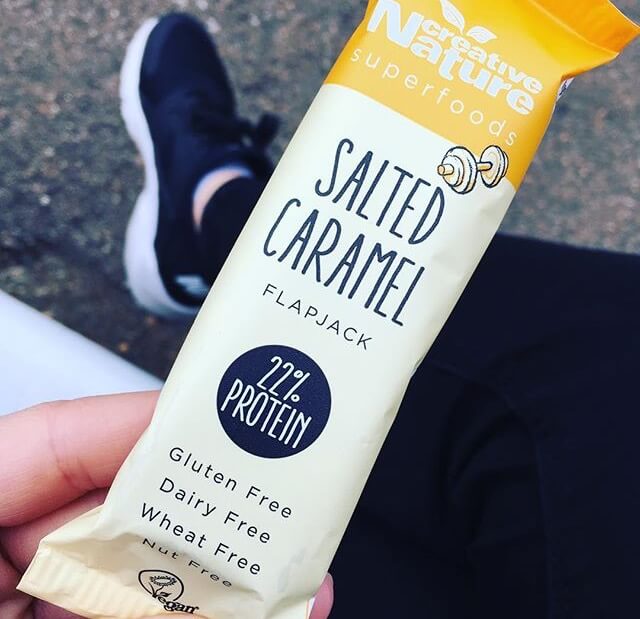 creative
Nature
superfoods
SALTED
CARAMEL
FLAPJACK
22%
PROTEIN
Gluten Free
Dairy Free
Wheat Free
Nut Free
Vegan